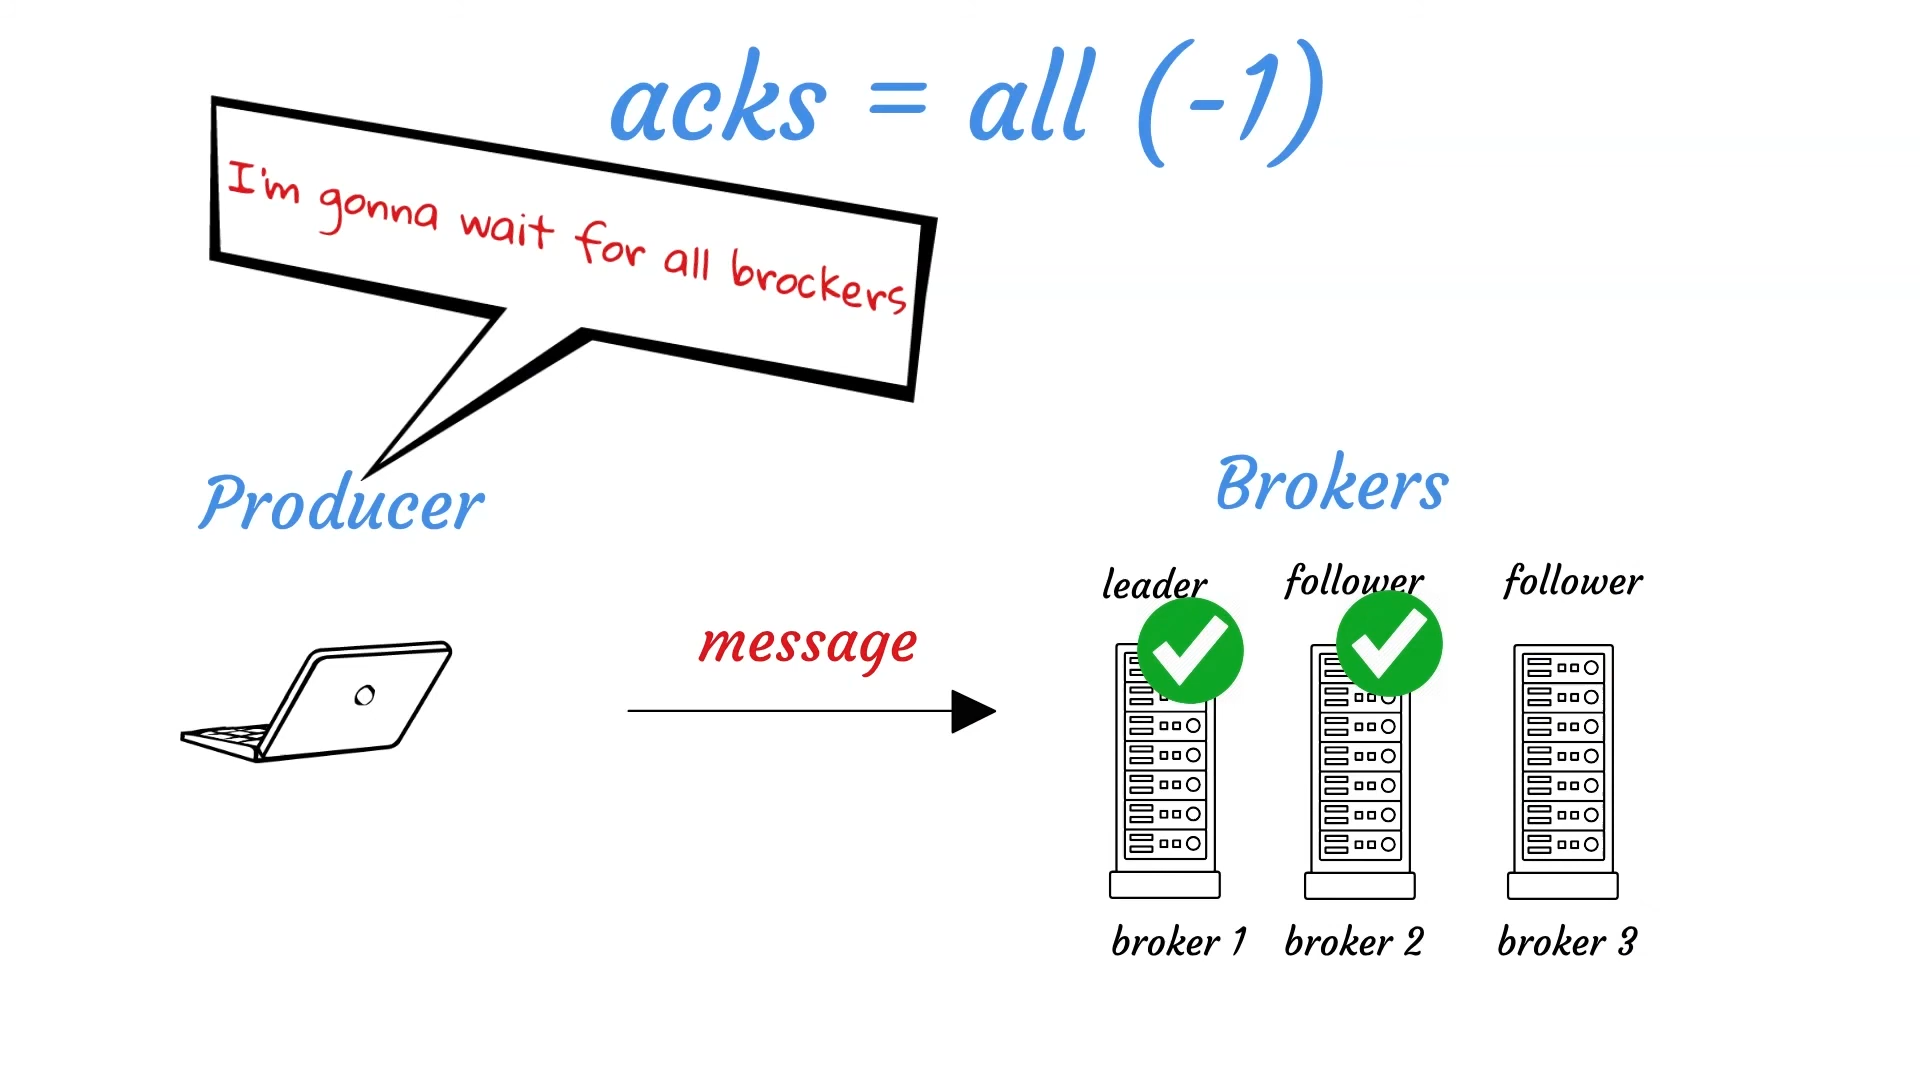 acks = all (-1)
I'm gonna wait for all brockers
Producer
Brokers
leader follower follower
message
broker 1 broker 2 broker 3